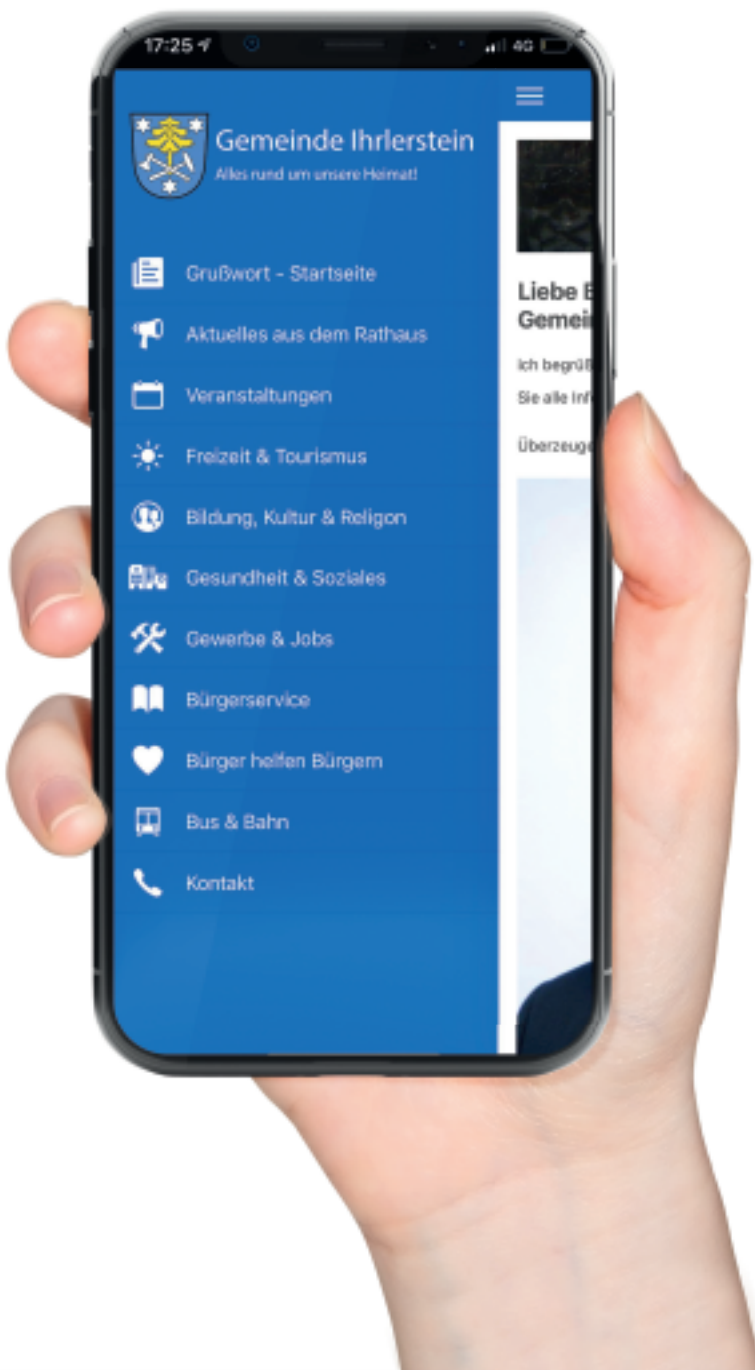 17:25
4G
Gemeinde Ihrlerstein
Alles rund um unsere Heimat!
Grußwort - Startseite
Aktuelles aus dem Rathaus
Veranstaltungen
Freizeit & Tourismus
Bildung, Kultur & Religon
Gesundheit & Soziales
Gewerbe & Jobs
Bürgerservice
Bürger helfen Bürgern
Bus & Bahn
Kontakt
Liebe
Gemei
Ich begrüß
Sie alle Inf
Überzeuge